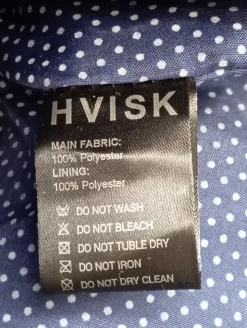 HVISK
MAIN FABRIC:
100% Polyester
LINING:
100% Polyester
DO NOT WASH
DO NOT BLEACH
DO NOT TUBLE DRY
DO NOT IRON
DO NOT DRY CLEAN